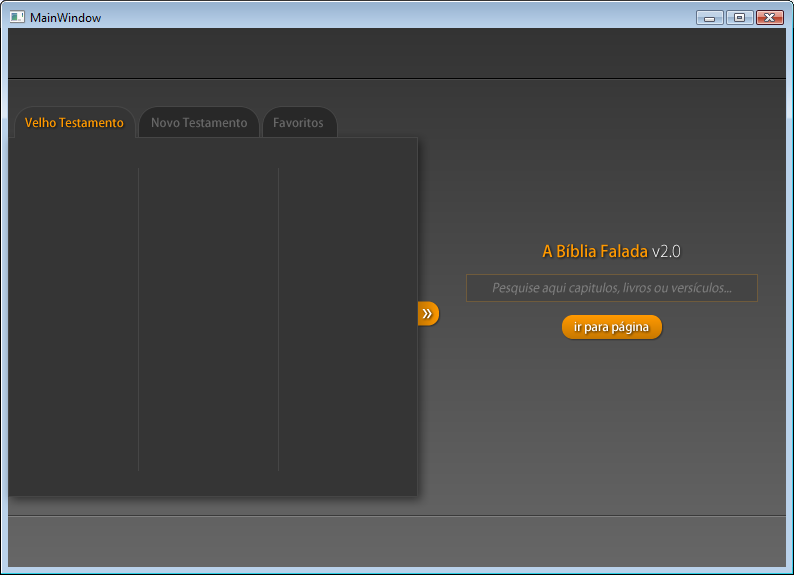 MainWindow
Velho Testamento
Novo Testamento
Favoritos
A Bíblia Falada v2.0
Pesquise aqui capitulos, livros ou versículos...
»
ir para página